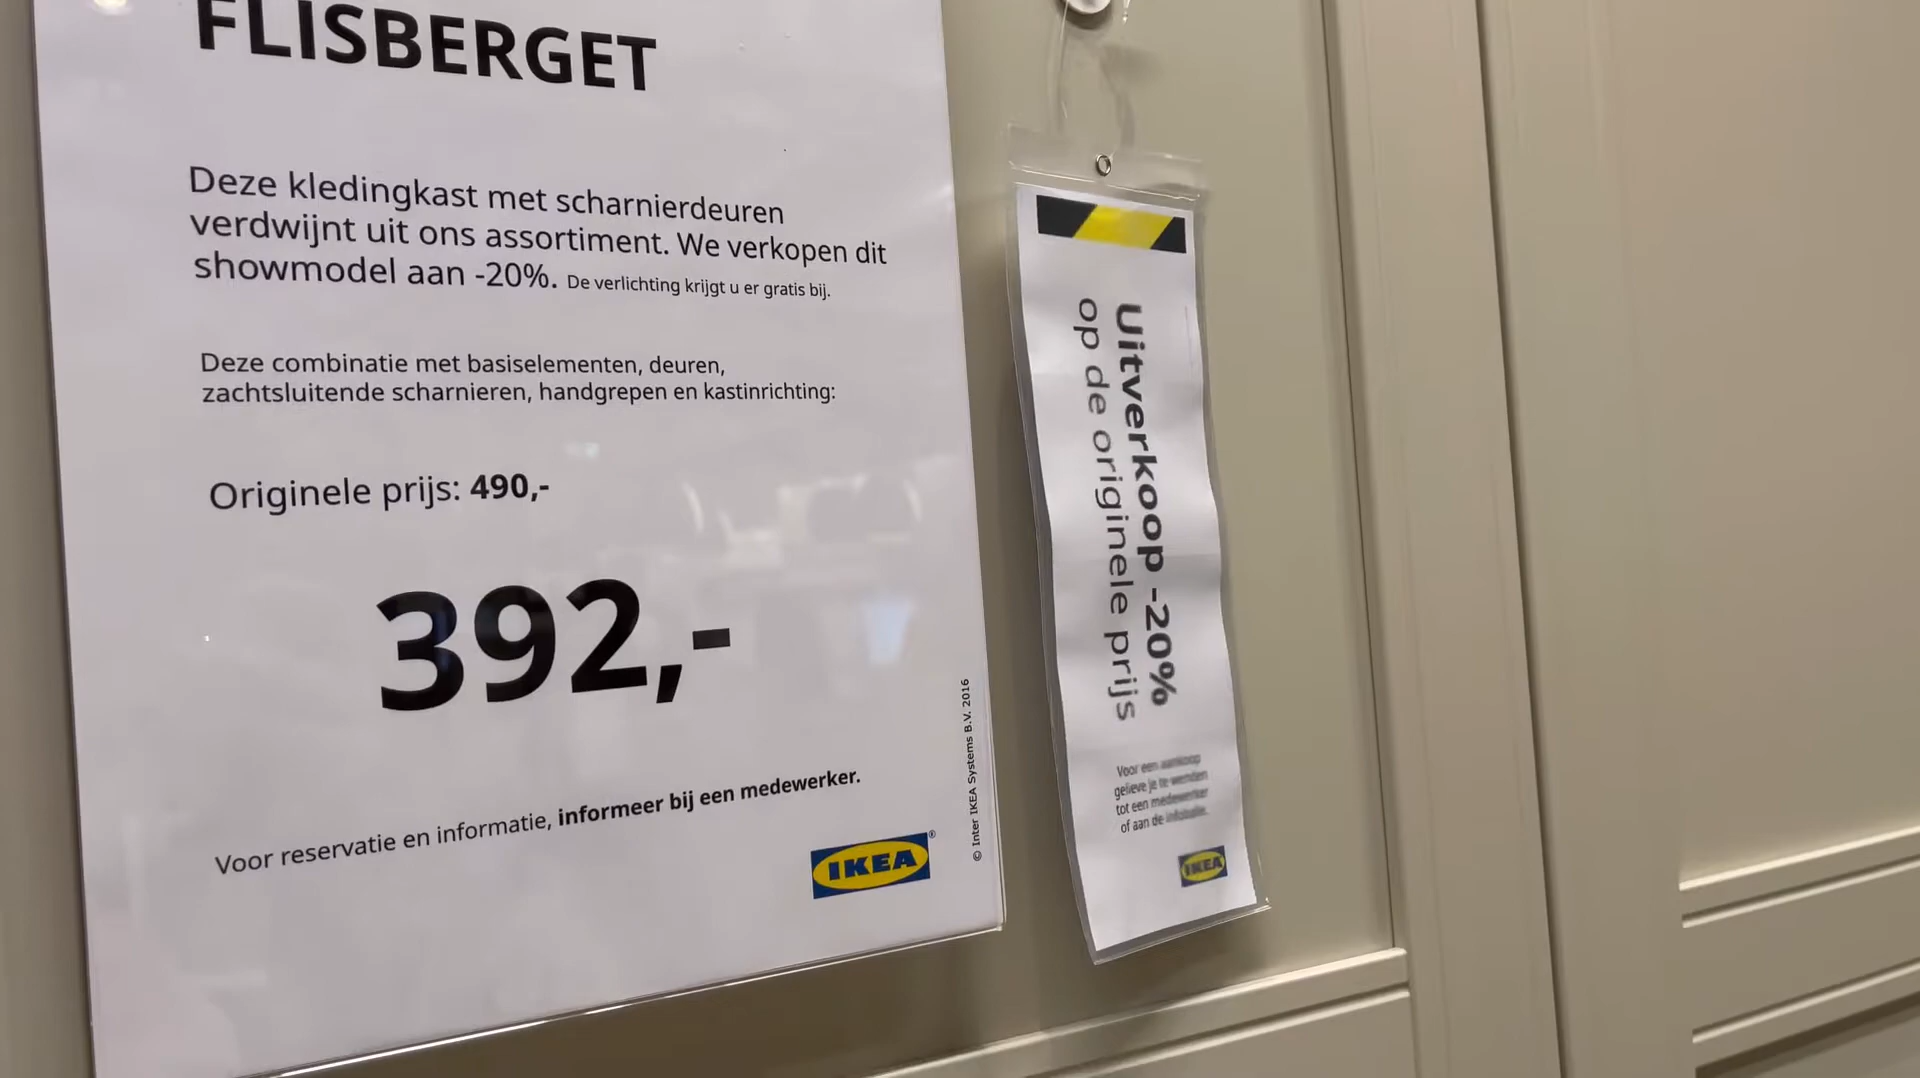 FLISBERGET
Deze kledingkast met scharnierdeuren
verdwijnt uit ons assortiment. We verkopen dit
showmodel aan -20%. De verlichting krijgt u er gratis bij.
Deze combinatie met basiselementen, deuren,
zachtsluitende scharnieren, handgrepen en kastinrichting:
Originele prijs: 490,-
392,-
Voor reservatie en informatie, informeer bij een medewerker.
IKEA®
© Inter IKEA Systems B.V. 2016
Uitverkoop -20%
op de originele prijs
Voor een aankoop
gelieve je te wenden
tot een medewerker
of aan de
IKEA